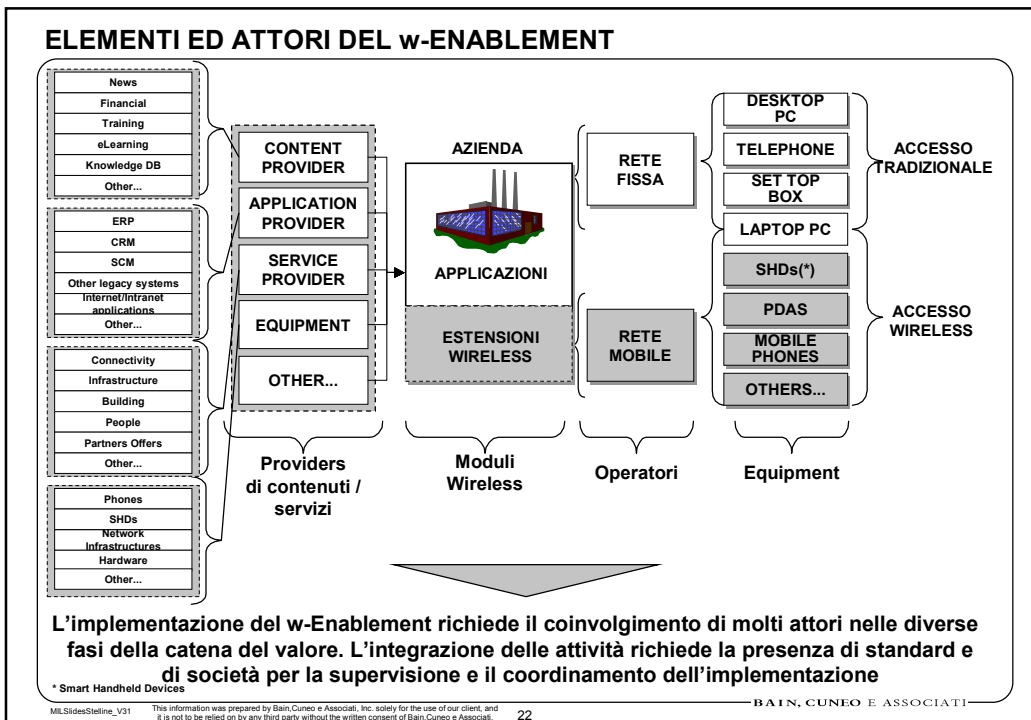 ELEMENTI ED ATTORI DEL w-ENABLEMENT
News
Financial
Training
eLearning
Knowledge DB
Other...
ERP
CRM
SCM
Other legacy systems
Internet/Intranet
applications
Other...
Connectivity
Infrastructure
Building
People
Partners Offers
Other...
Phones
SHDs
Network
Infrastructures
Hardware
Other...
CONTENT
PROVIDER
APPLICATION
PROVIDER
SERVICE
PROVIDER
EQUIPMENT
OTHER...
Providers
di contenuti /
servizi
AZIENDA
APPLICAZIONI
ESTENSIONI
WIRELESS
Moduli
Wireless
RETE
FISSA
RETE
MOBILE
Operatori
DESKTOP
PC
TELEPHONE
SET TOP
BOX
LAPTOP PC
SHDs(*)
PDAS
MOBILE
PHONES
OTHERS...
Equipment
ACCESSO
TRADIZIONALE
ACCESSO
WIRELESS
L'implementazione del w-Enablement richiede il coinvolgimento di molti attori nelle diverse
fasi della catena del valore. L'integrazione delle attività richiede la presenza di standard e
di società per la supervisione e il coordinamento dell'implementazione
* Smart Handheld Devices
MILSlidesStelline_V31
This information was prepared by Bain,Cuneo e Associati, Inc. solely for the use of our client, and
it is not to be relied on by any third party without the written consent of Bain,Cuneo e Associati.
22
BAIN, CUNEO E ASSOCIATI